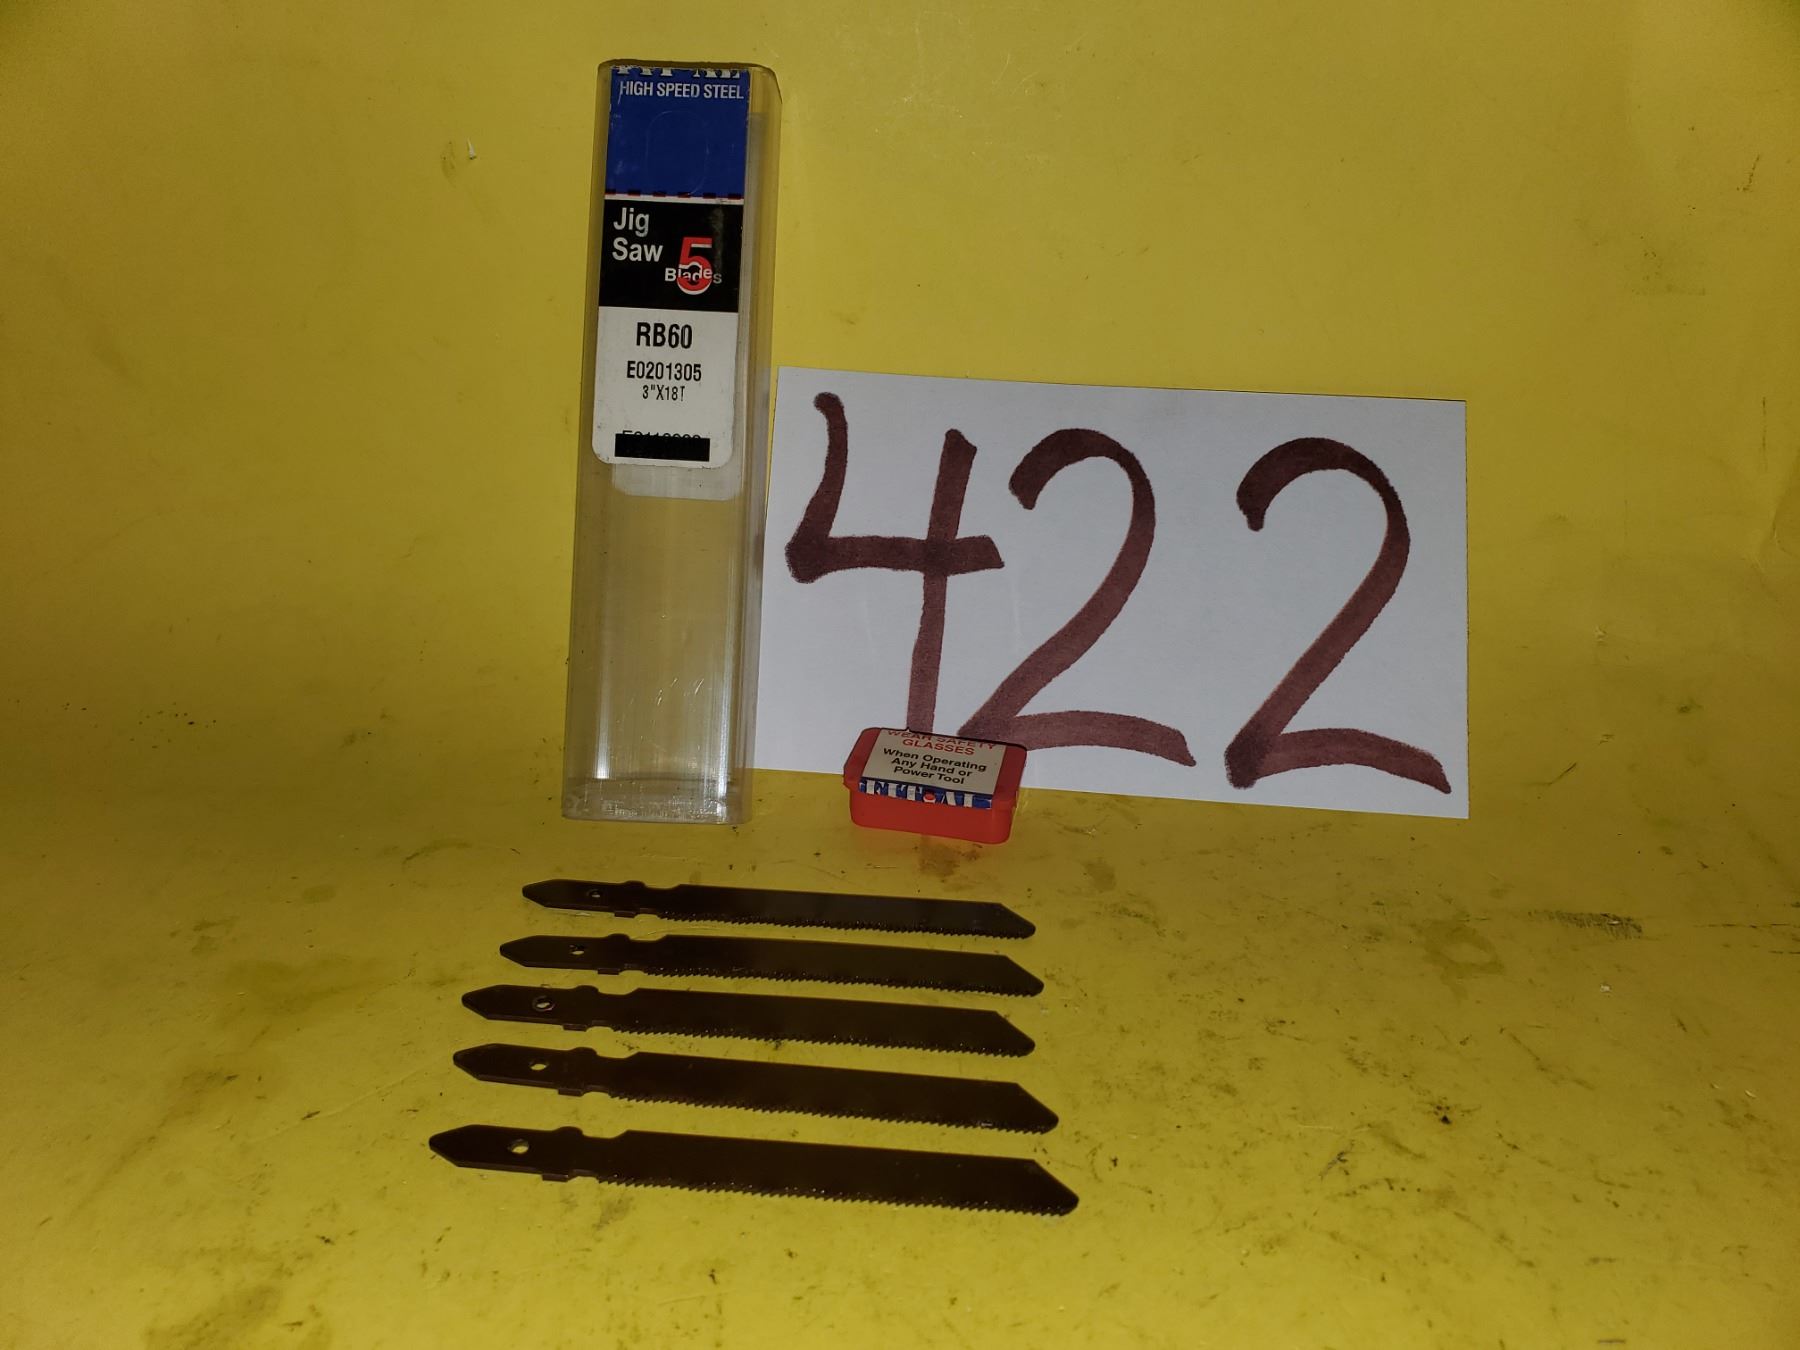 HIGH SPEED STEEL
Jig
Saw 5
Blades
RB60
E0201305
3"X18T
422
WEAR SAFETY
GLASSES
When Operating
Any Hand or
Power Tool